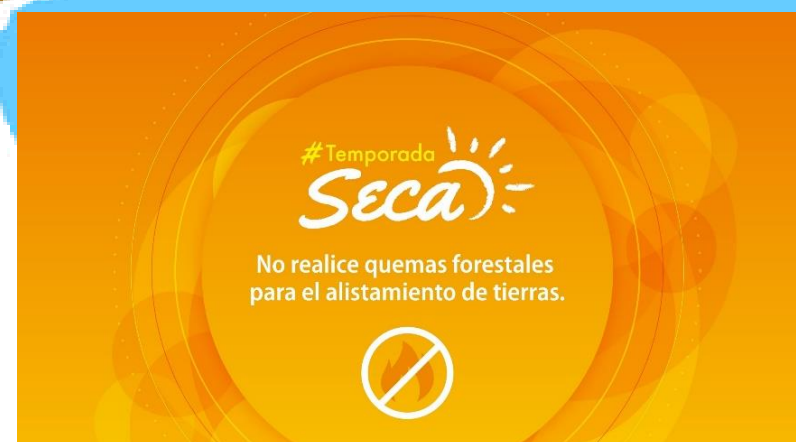 #Temporada
Seca
No realice quemas forestales
para el alistamiento de tierras.